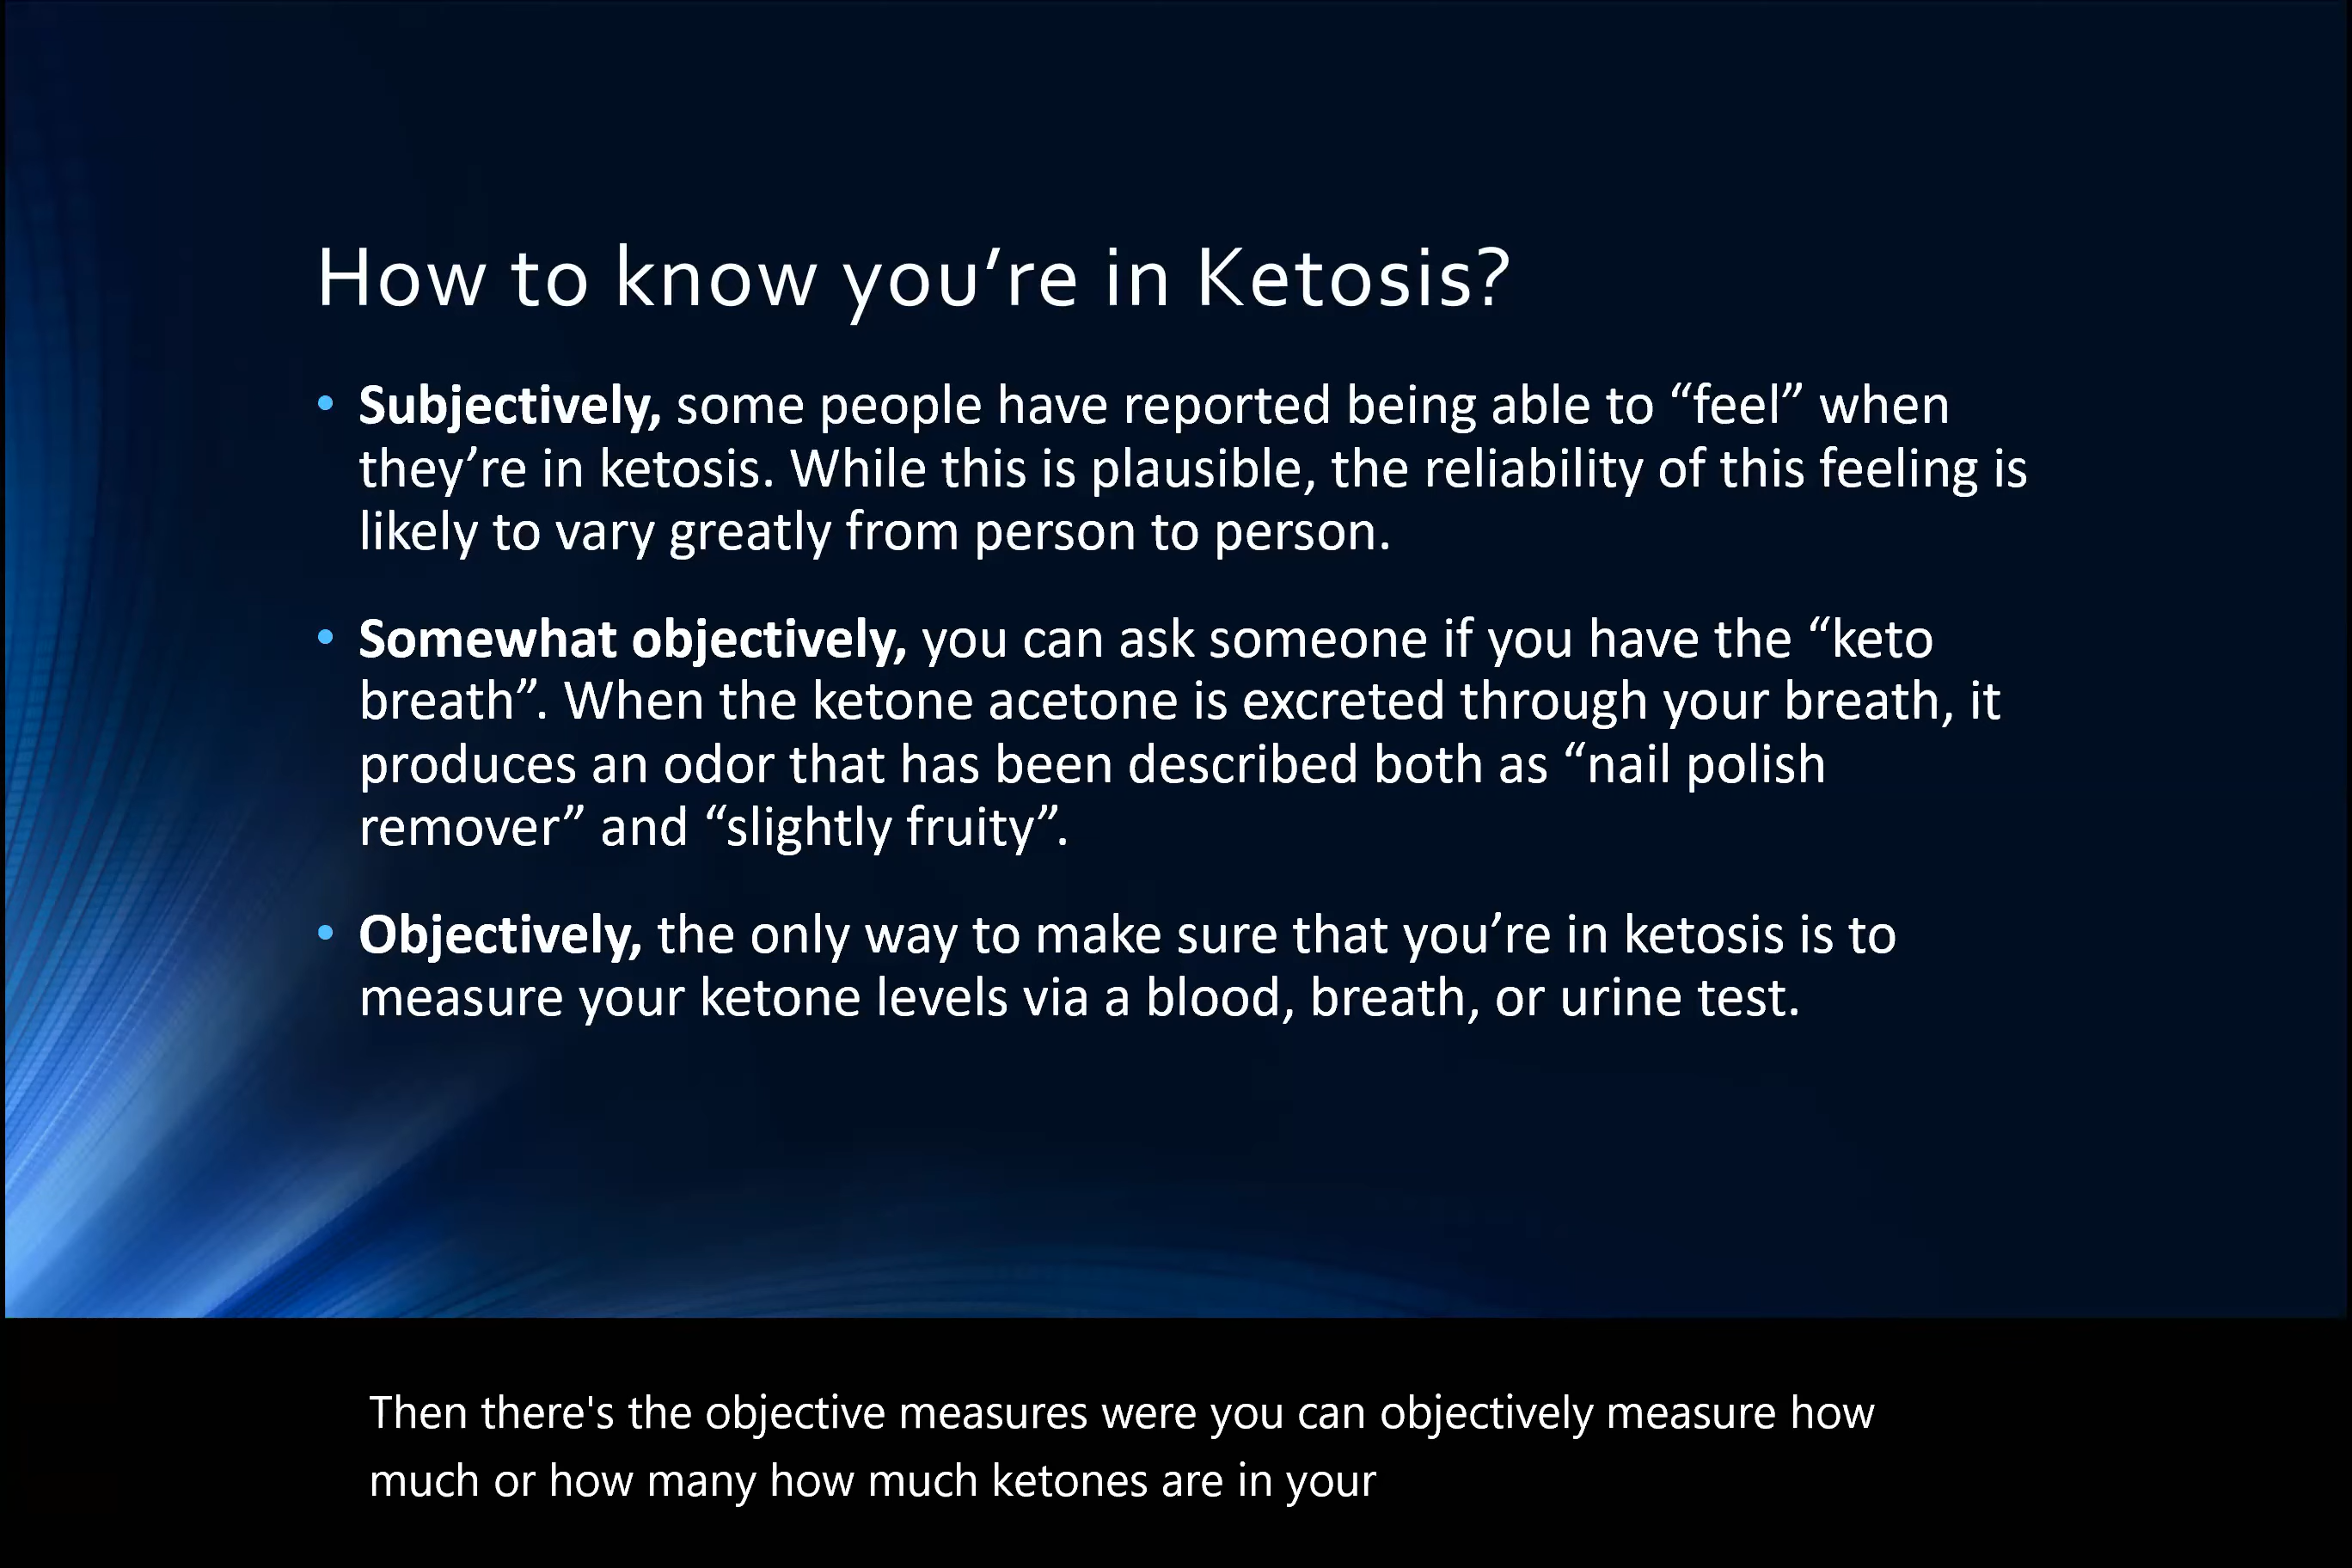 How to know you’re in Ketosis?
• Subjectively, some people have reported being able to “feel” when
they’re in ketosis. While this is plausible, the reliability of this feeling is
likely to vary greatly from person to person.
• Somewhat objectively, you can ask someone if you have the “keto
breath”. When the ketone acetone is excreted through your breath, it
produces an odor that has been described both as “nail polish
remover” and “slightly fruity”.
• Objectively, the only way to make sure that you’re in ketosis is to
measure your ketone levels via a blood, breath, or urine test.
Then there's the objective measures were you can objectively measure how
much or how many how much ketones are in your